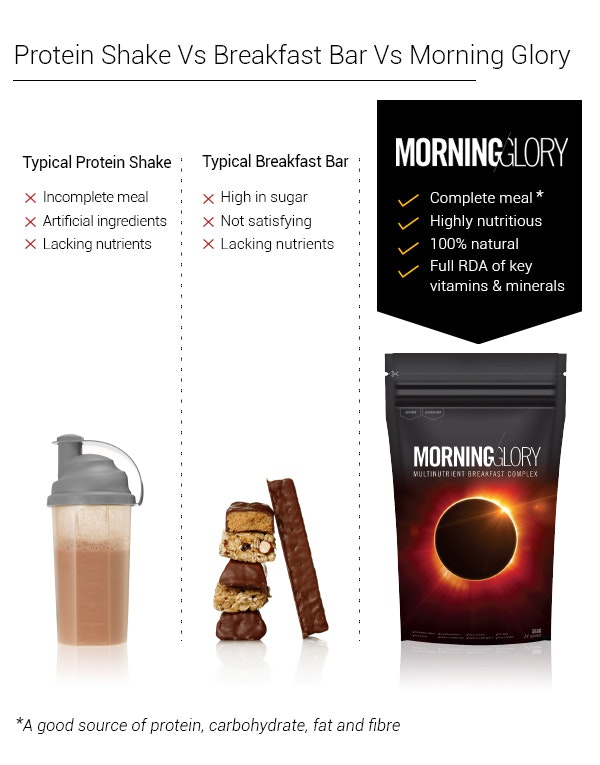 Protein Shake Vs Breakfast Bar Vs Morning Glory
Typical Protein Shake
Incomplete meal
Artificial ingredients
Lacking nutrients
Typical Breakfast Bar
High in sugar
Not satisfying
Lacking nutrients
MORNINGGLORY
Complete meal*
Highly nutritious
100% natural
Full RDA of key
vitamins & minerals
MORNINGGLORY
MULTINUTRIENT BREAKFAST COMPLEX
*A good source of protein, carbohydrate, fat and fibre